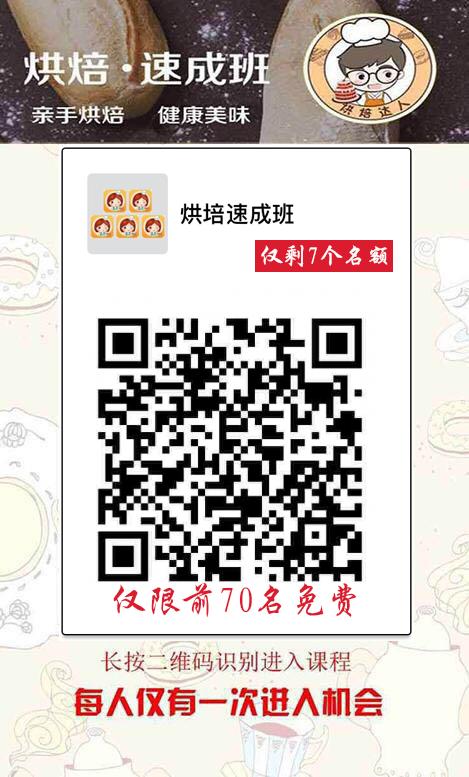 烘焙·速成班
亲手烘焙 健康美味
烘焙达人
烘培速成班
仅剩7个名额
仅限前70名免费
长按二维码识别进入课程
每人仅有一次进入机会